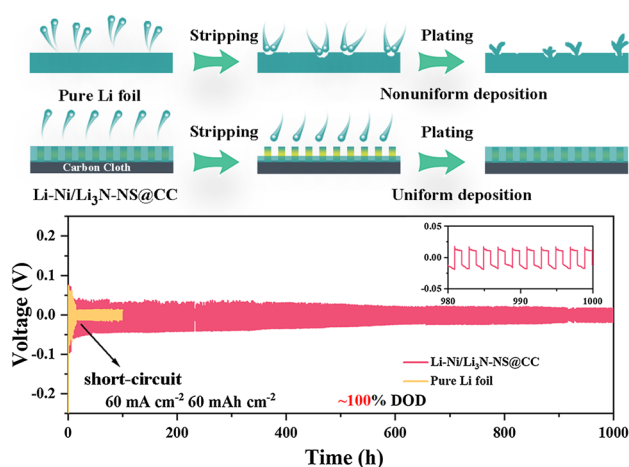 Stripping
Plating
Pure Li foil
Nonuniform deposition
Stripping
Plating
Carbon Cloth
Li-Ni/Li₃N-NS@CC
Uniform deposition
0.2
0.1
0.0
-0.1
-0.2
Voltage (V)
0.05
0.00
-0.05
980
990
1000
Li-Ni/Li₃N-NS@CC
Pure Li foil
short-circuit
60 mA cm⁻² 60 mAh cm⁻²
~100% DOD
0
200
400
600
800
1000
Time (h)